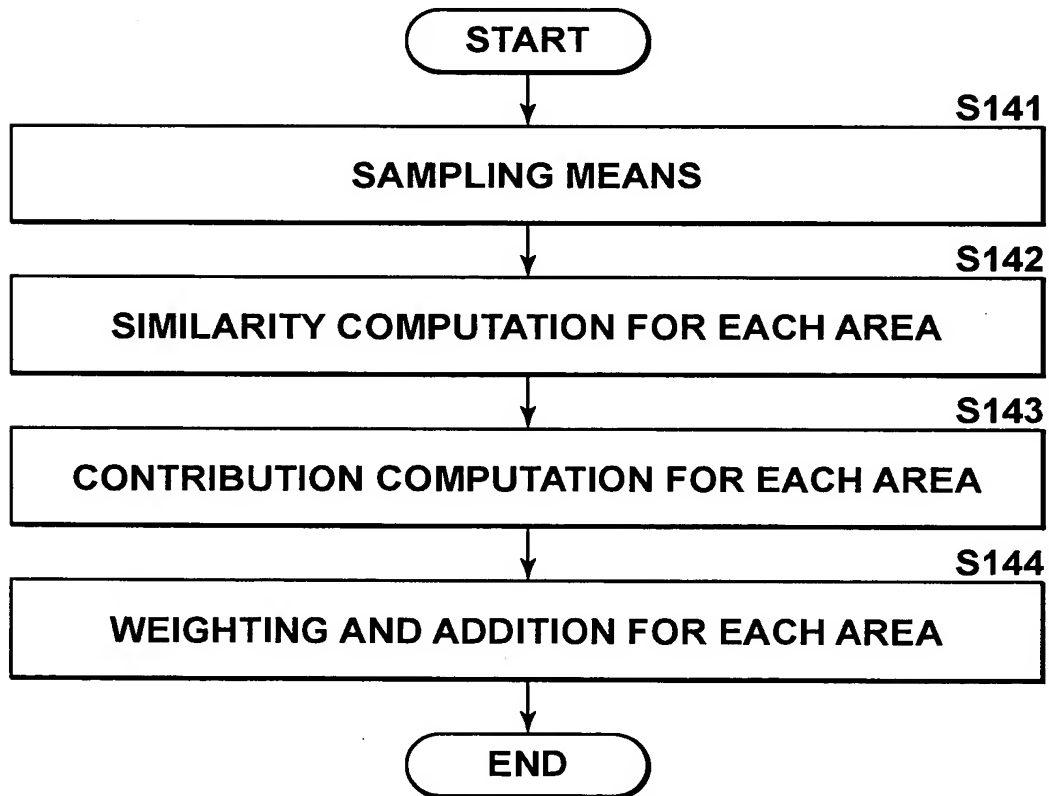 START
S141
SAMPLING MEANS
S142
SIMILARITY COMPUTATION FOR EACH AREA
S143
CONTRIBUTION COMPUTATION FOR EACH AREA
S144
WEIGHTING AND ADDITION FOR EACH AREA
END